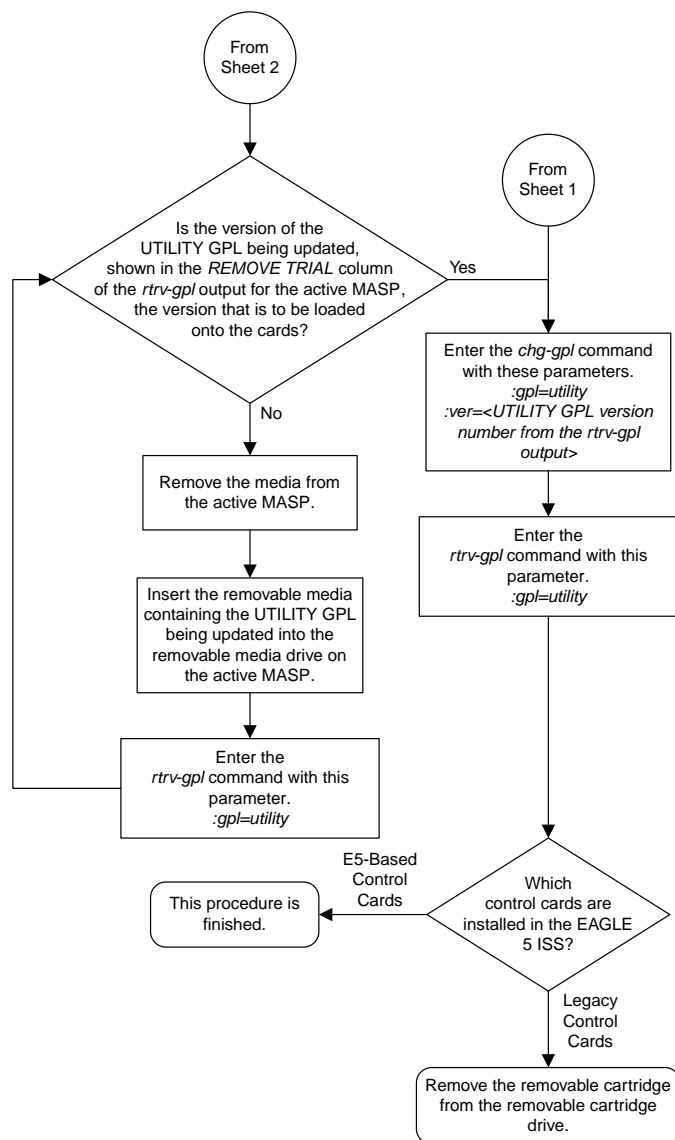 From
Sheet 2
From
Sheet 1
Is the version of the
UTILITY GPL being updated,
shown in the REMOVE TRIAL column
of the rtrv-gpl output for the active MASP,
the version that is to be loaded
onto the cards?
Yes
No
Enter the chg-gpl command
with these parameters.
:gpl=utility
:ver=<UTILITY GPL version
number from the rtrv-gpl
output>
Remove the media from
the active MASP.
Enter the
rtrv-gpl command with this
parameter.
:gpl=utility
Insert the removable media
containing the UTILITY GPL
being updated into the
removable media drive on
the active MASP.
Enter the
rtrv-gpl command with this
parameter.
:gpl=utility
E5-Based
Control
Cards
Which
control cards are
installed in the EAGLE
5 ISS?
This procedure is
finished.
Legacy
Control
Cards
Remove the removable cartridge
from the removable cartridge
drive.